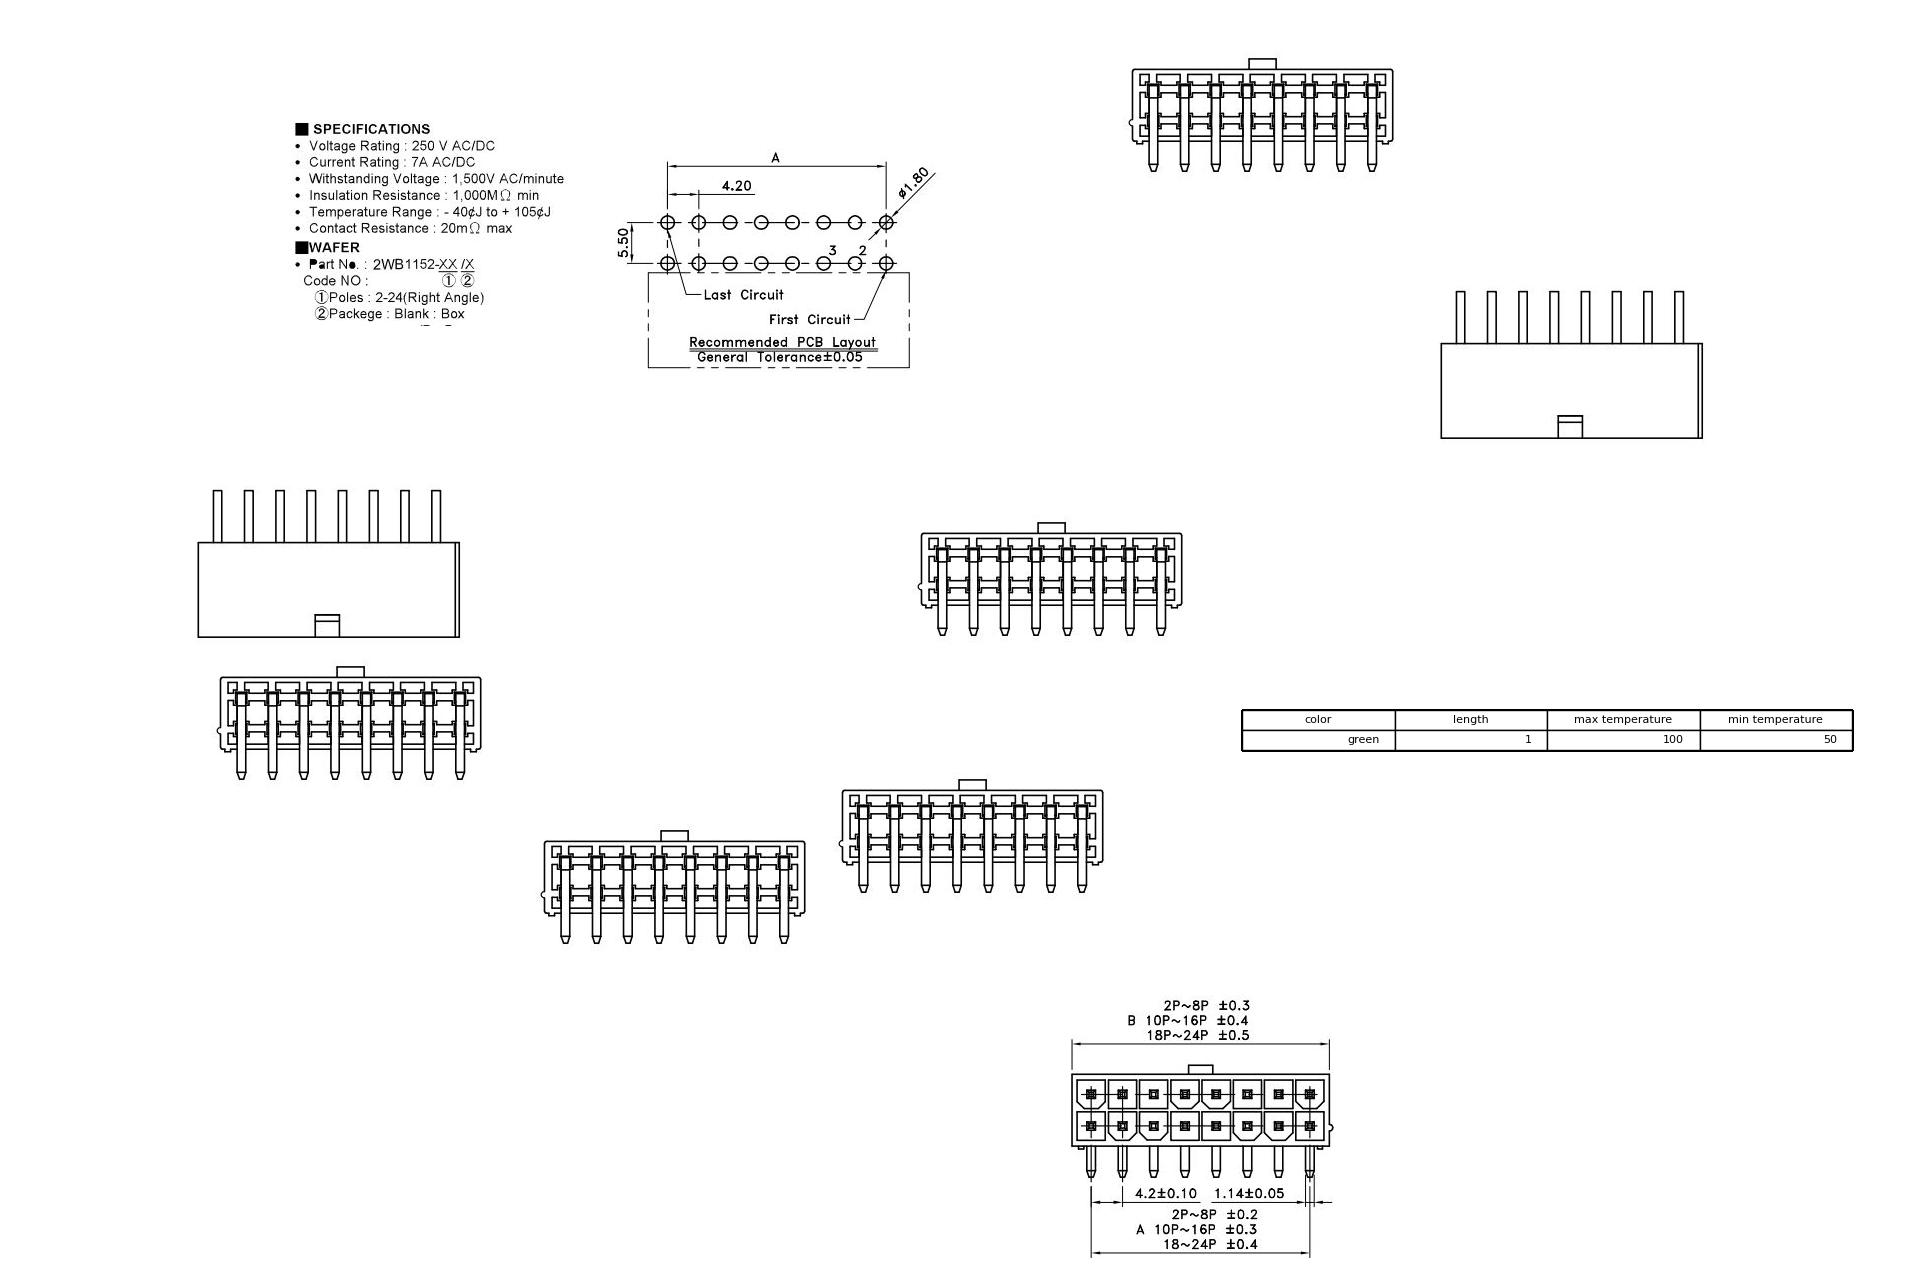 ■ SPECIFICATIONS
• Voltage Rating : 250 V AC/DC
• Current Rating : 7A AC/DC
• Withstanding Voltage : 1,500V AC/minute
• Insulation Resistance : 1,000MΩ min
• Temperature Range : - 40¢J to + 105¢J
• Contact Resistance : 20mΩ max
■WAFER
• Part No. : 2WB1152-XX /X
Code NO : ① ②
①Poles : 2-24(Right Angle)
②Packege : Blank : Box
A
4.20
ø1.80
5.50
3 2
Last Circuit
First Circuit
Recommended PCB Layout
General Tolerance±0.05
color length max temperature min temperature
green 1 100 50
2P~8P ±0.3
B 10P~16P ±0.4
18P~24P ±0.5
4.2±0.10 1.14±0.05
2P~8P ±0.2
A 10P~16P ±0.3
18~24P ±0.4